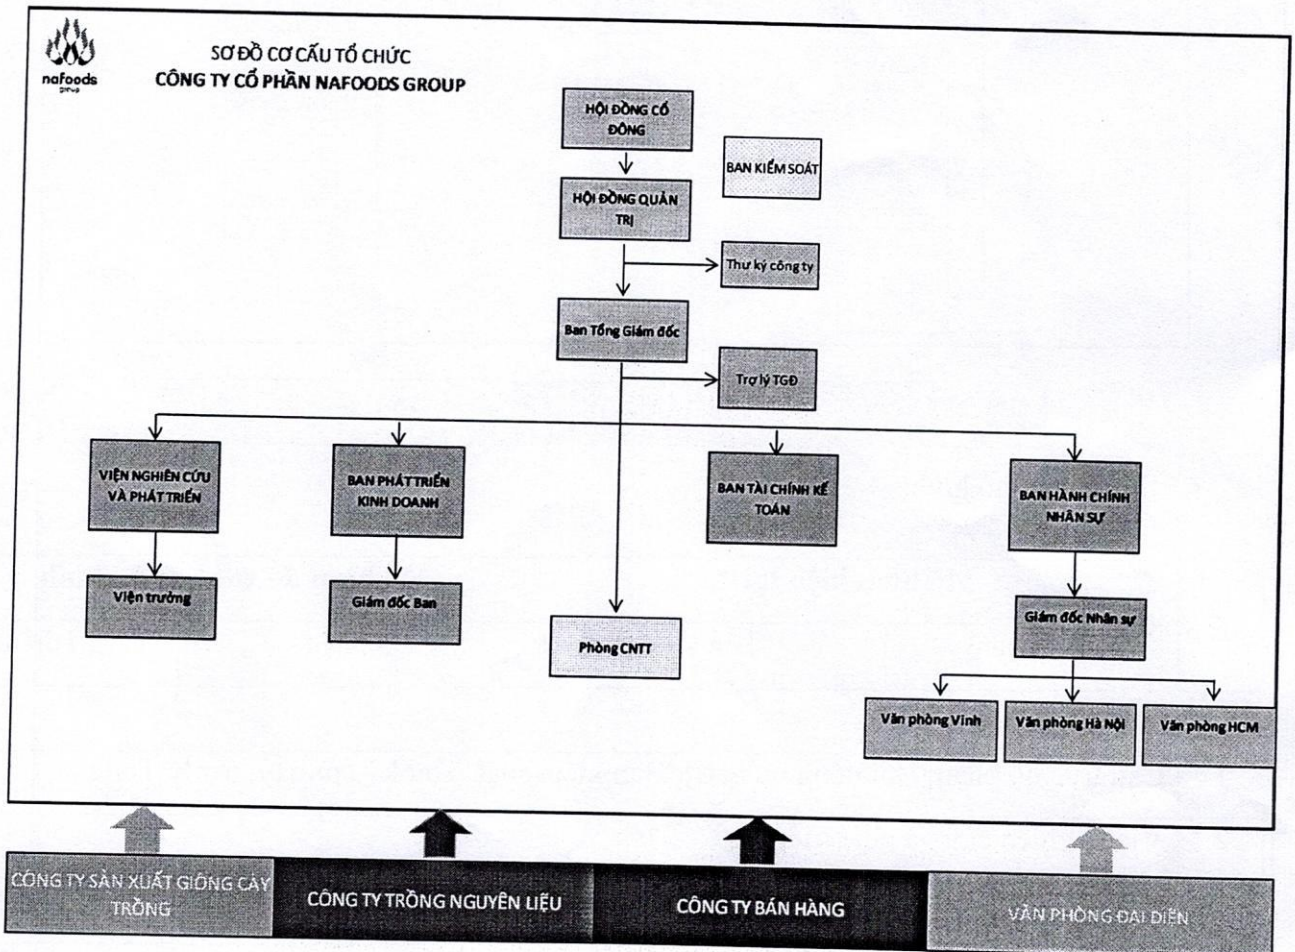 nafoods
group
SƠ ĐỒ CƠ CẤU TỔ CHỨC
CÔNG TY CỔ PHẦN NAFOODS GROUP
HỘI ĐỒNG CỔ
ĐÔNG
BAN KIỂM SOÁT
HỘI ĐỒNG QUẢN
TRỊ
Thư ký công ty
Ban Tổng Giám đốc
Trợ lý TGĐ
VIỆN NGHIÊN CỨU
VÀ PHÁT TRIỂN
BAN PHÁT TRIỂN
KINH DOANH
BAN TÀI CHÍNH KẾ
TOÁN
BAN HÀNH CHÍNH
NHÂN SỰ
Viện trưởng
Giám đốc Ban
Giám đốc Nhân sự
Phòng CNTT
Văn phòng Vinh
Văn phòng Hà Nội
Văn phòng HCM
CÔNG TY SẢN XUẤT GIỐNG CÂY
TRỒNG
CÔNG TY TRỒNG NGUYÊN LIỆU
CÔNG TY BÁN HÀNG
VĂN PHÒNG ĐẠI DIỆN